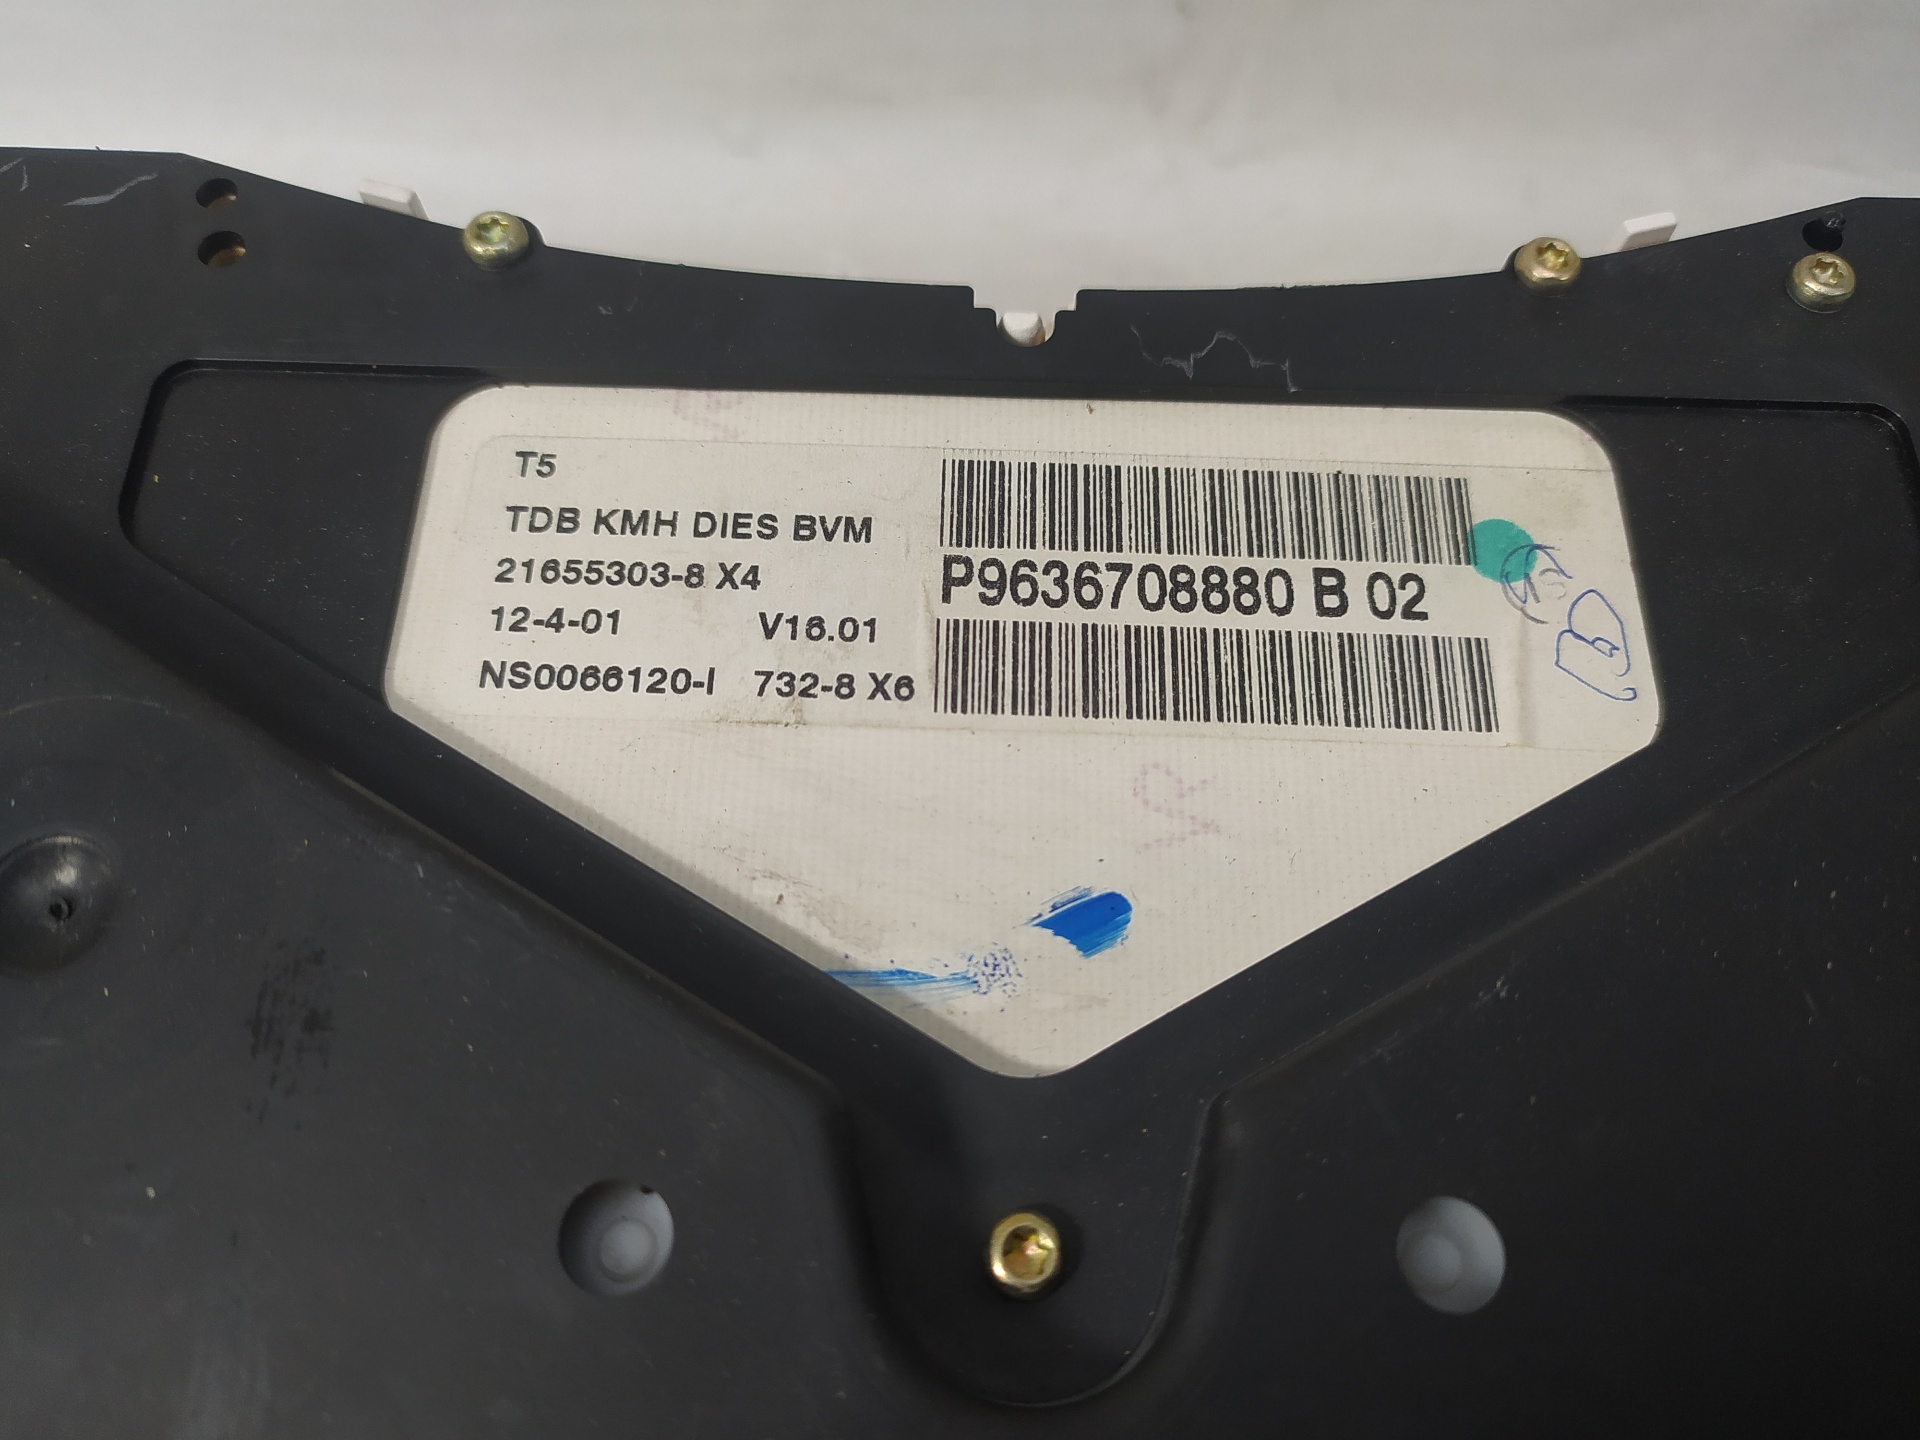 T5
TDB KMH DIES BVM
21655303-8 X4
12-4-01 V16.01
NS0066120-I 732-8 X6
P9636708880 B 02